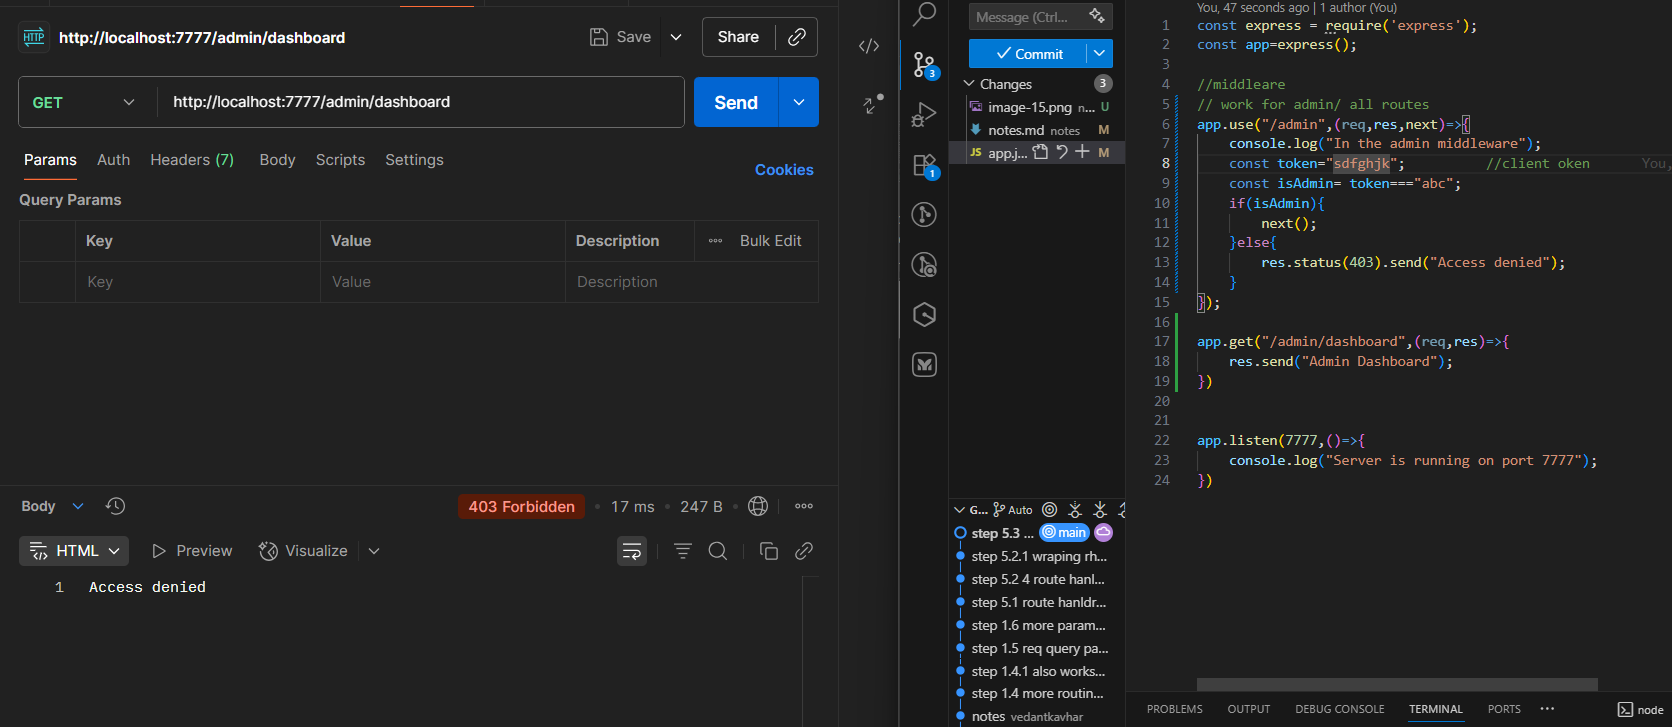 HTTP http://localhost:7777/admin/dashboard
Save
Share
GET http://localhost:7777/admin/dashboard
Send
Params Auth Headers (7) Body Scripts Settings
Cookies
Query Params
Key Value Description ••• Bulk Edit
Key Value Description
Body
403 Forbidden • 17 ms • 247 B
HTML Preview Visualize
1 Access denied
3
1
Message (Ctrl...
Commit
Changes 3
image-15.png n... U
notes.md notes M
JS app.j... M
G... Auto
step 5.3 ... main
step 5.2.1 wraping rh...
step 5.2 4 route hanl...
step 5.1 route hanldr...
step 1.6 more param...
step 1.5 req query pa...
step 1.4.1 also works...
step 1.4 more routin...
notes vedantkavhar
You, 47 seconds ago | 1 author (You)
1 const express = require('express');
2 const app=express();
3
4 //middleare
5 // work for admin/ all routes
6 app.use("/admin",(req,res,next)=>{
7 console.log("In the admin middleware");
8 const token="sdfghjk"; //client oken You,
9 const isAdmin= token==="abc";
10 if(isAdmin){
11 next();
12 }else{
13 res.status(403).send("Access denied");
14 }
15 });
16
17 app.get("/admin/dashboard",(req,res)=>{
18 res.send("Admin Dashboard");
19 })
20
21
22 app.listen(7777,()=>{
23 console.log("Server is running on port 7777");
24 })
PROBLEMS OUTPUT DEBUG CONSOLE TERMINAL PORTS ••• node